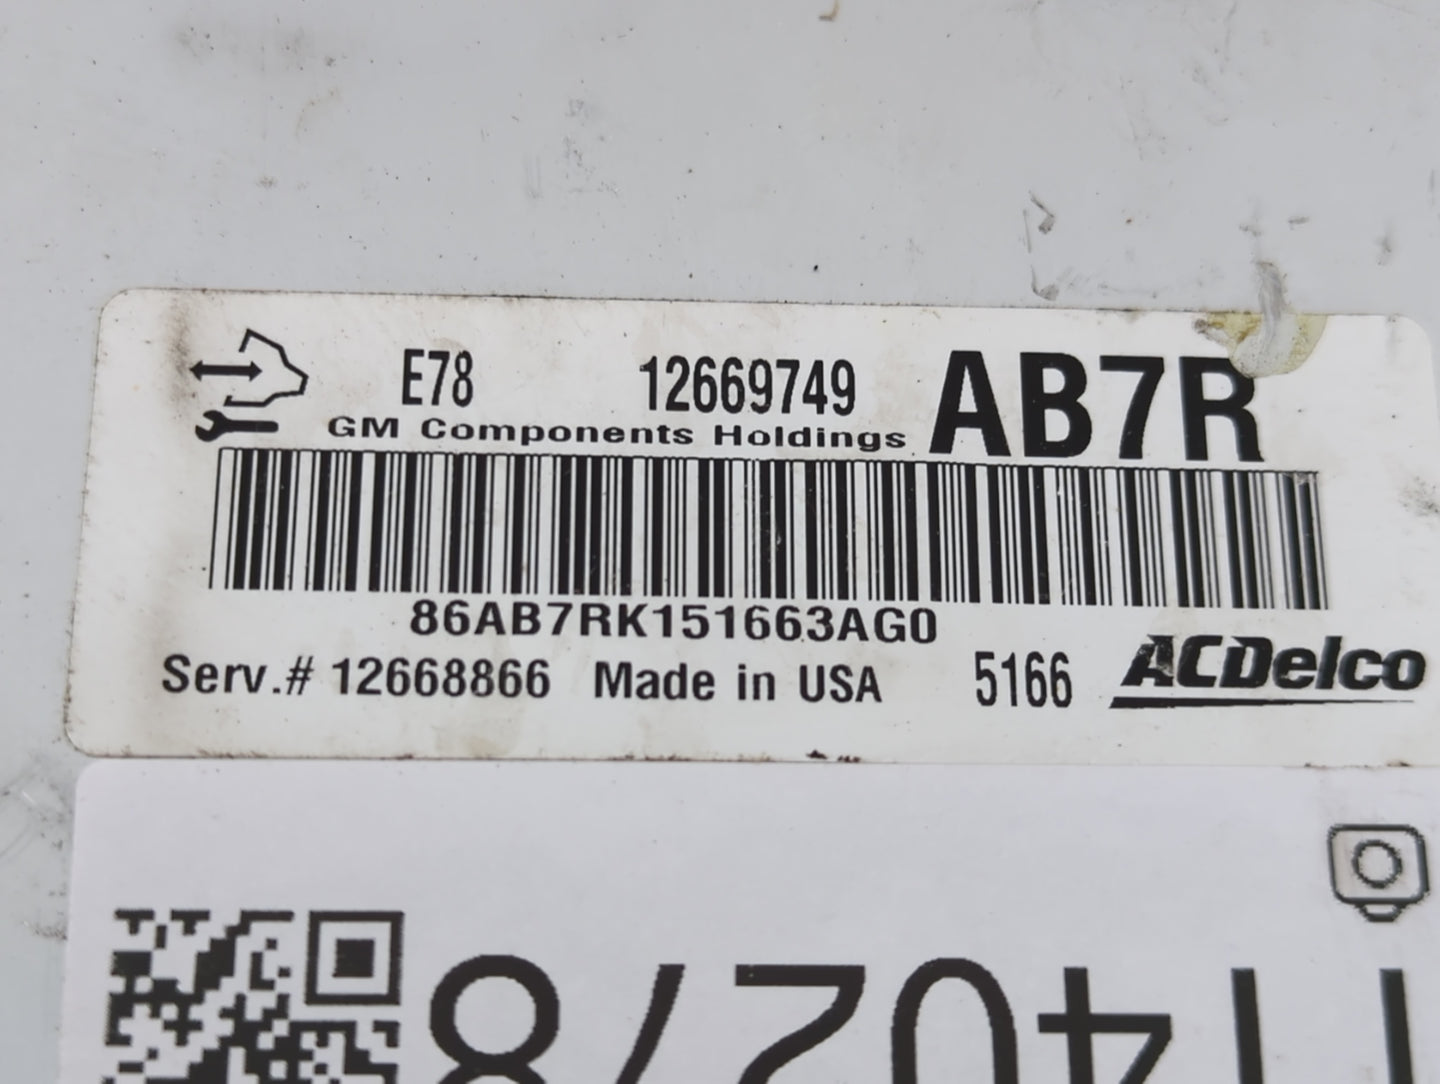 E78 12669749 AB7R
GM Components Holdings
86AB7RK151663AG0
Serv.# 12668866 Made in USA 5166 ACDelco